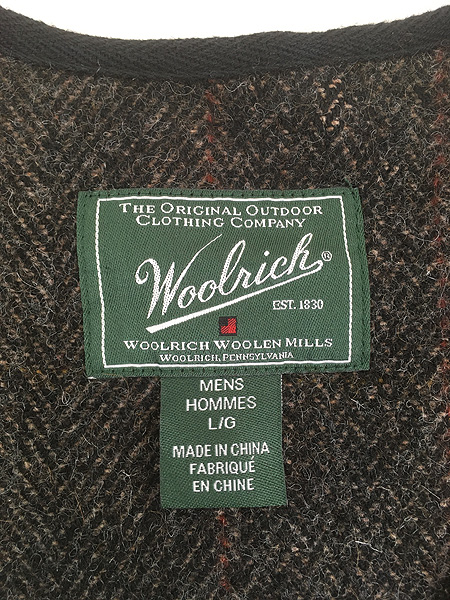 THE ORIGINAL OUTDOOR
CLOTHING COMPANY
Woolrich®
EST. 1830
WOOLRICH WOOLEN MILLS
WOOLRICH, PENNSYLVANIA
MENS
HOMMES
L/G
MADE IN CHINA
FABRIQUÉ
EN CHINE